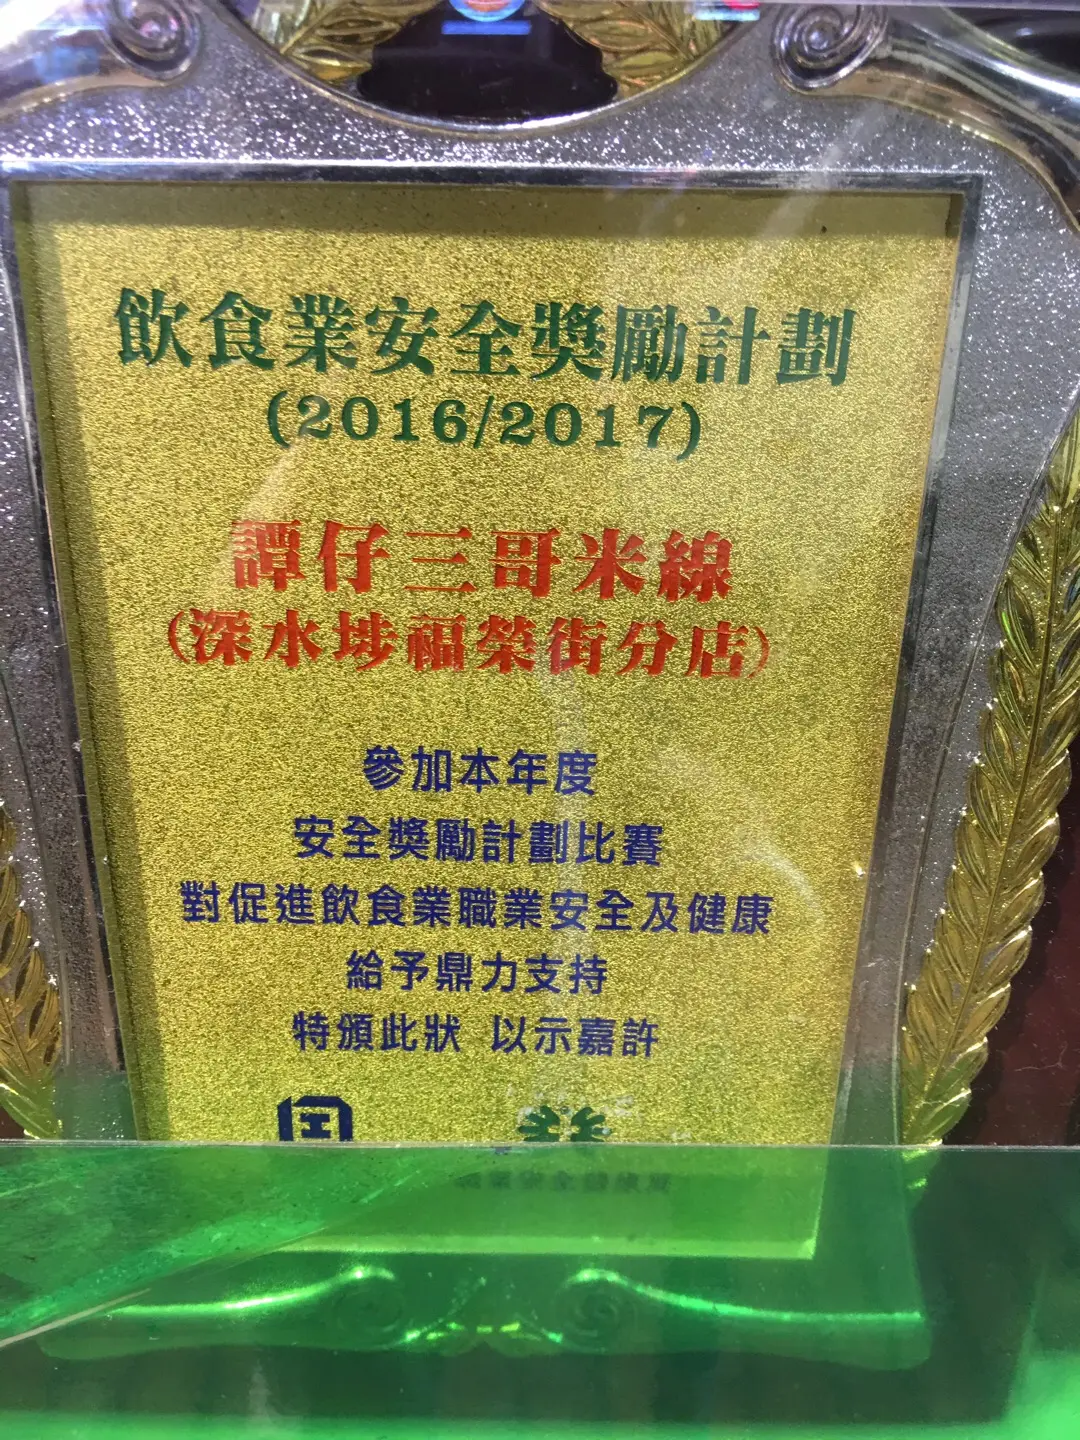 飲食業安全獎勵計劃
(2016/2017)
譚仔三哥米線
(深水埗福榮街分店)
參加本年度
安全獎勵計劃比賽
對促進飲食業職業安全及健康
給予鼎力支持
特頒此狀 以示嘉許